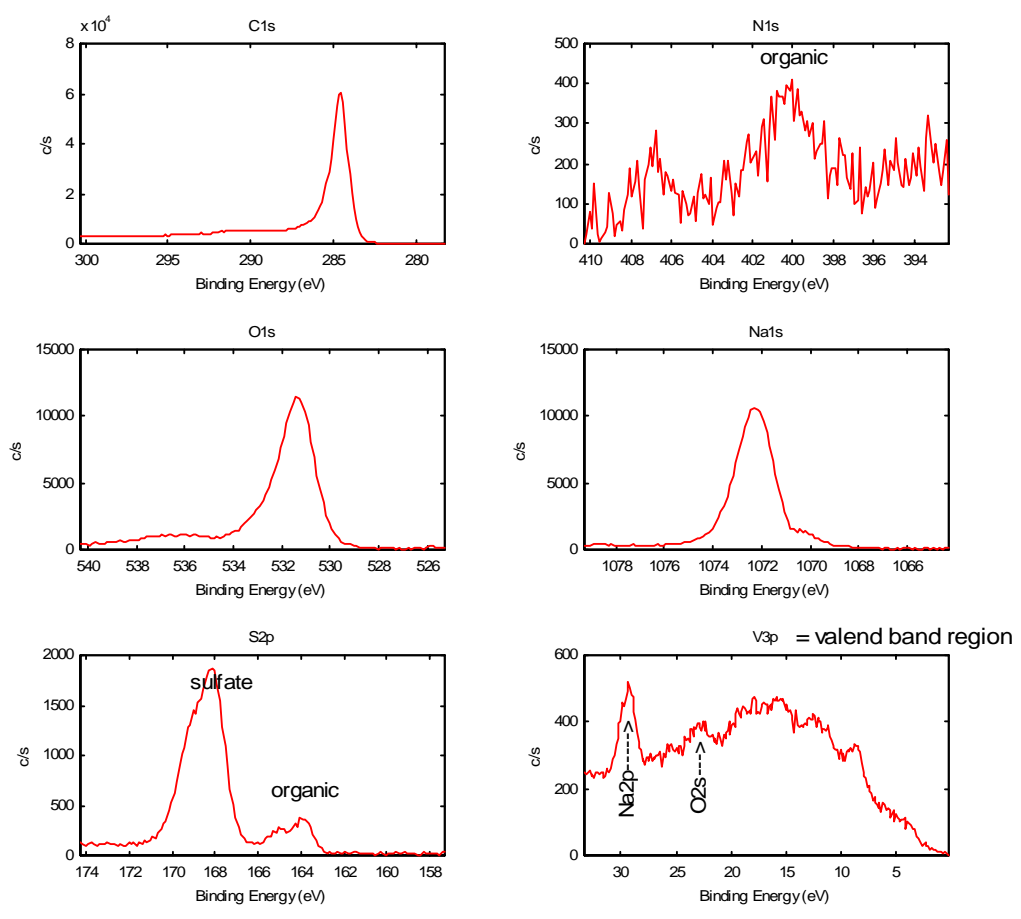 x 10^4
C1s
8
6
4
2
0
c/s
300 295 290 285 280
Binding Energy (eV)
N1s
organic
500
400
300
200
100
0
c/s
410 408 406 404 402 400 398 396 394
Binding Energy (eV)
O1s
15000
10000
5000
0
c/s
540 538 536 534 532 530 528 526
Binding Energy (eV)
Na1s
15000
10000
5000
0
c/s
1078 1076 1074 1072 1070 1068 1066
Binding Energy (eV)
S2p
sulfate
organic
2000
1500
1000
500
0
c/s
174 172 170 168 166 164 162 160 158
Binding Energy (eV)
V3p = valend band region
600
400
200
0
c/s
Na2p---->
O2s---->
30 25 20 15 10 5
Binding Energy (eV)